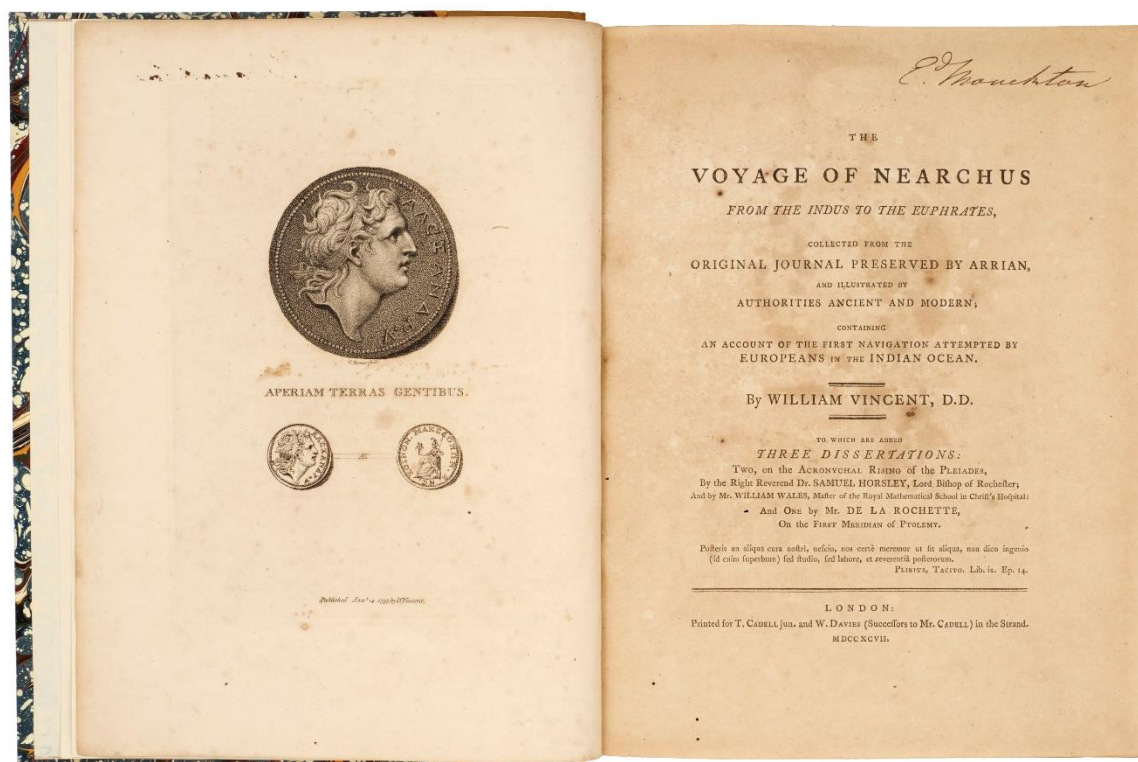 ΑΛΕΞΑΝΔΡΟΥ
APERIAM TERRAS GENTIBUS.
Æ
E.d Monckton
THE
VOYAGE OF NEARCHUS
FROM THE INDUS TO THE EUPHRATES,
COLLECTED FROM THE
ORIGINAL JOURNAL PRESERVED BY ARRIAN,
AND ILLUSTRATED BY
AUTHORITIES ANCIENT AND MODERN;
CONTAINING
AN ACCOUNT OF THE FIRST NAVIGATION ATTEMPTED BY
EUROPEANS IN THE INDIAN OCEAN.
By WILLIAM VINCENT, D.D.
TO WHICH ARE ADDED
THREE DISSERTATIONS:
Two, on the Acronychal Rising of the Pleiades,
By the Right Reverend Dr. SAMUEL HORSLEY, Lord Biſhop of Rocheſter;
And by Mr. WILLIAM WALES, Maſter of the Royal Mathematical School in Chriſt's Hoſpital:
And One by Mr. DE LA ROCHETTE,
On the First Meridian of Ptolemy.
Poſteris an aliqua cura noſtri, neſcio, nos certè meremur ut ſit aliqua, non dico ingenio
(id enim ſuperbum) ſed ſtudio, ſed labore, et reverentiâ poſterorum.
Plinius, Tacito. Lib. ix. Ep. 14.
LONDON:
Printed for T. Cadell jun. and W. Davies (Succeſſors to Mr. Cadell) in the Strand.
MDCCXCVII.